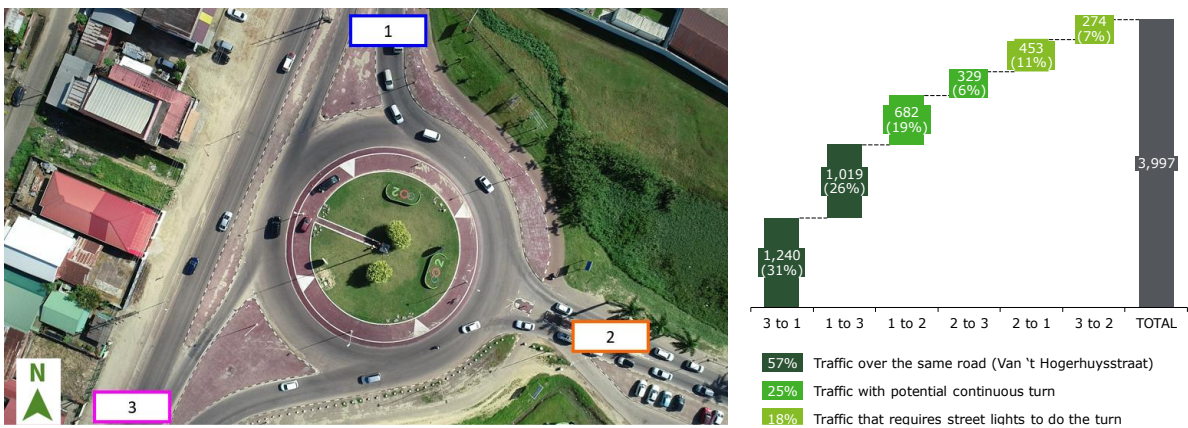 1
2
3
N
1,240
(31%)
1,019
(26%)
682
(19%)
329
(6%)
453
(11%)
274
(7%)
3,997
3 to 1
1 to 3
1 to 2
2 to 3
2 to 1
3 to 2
TOTAL
57% Traffic over the same road (Van ‘t Hogerhuysstraat)
25% Traffic with potential continuous turn
18% Traffic that requires street lights to do the turn